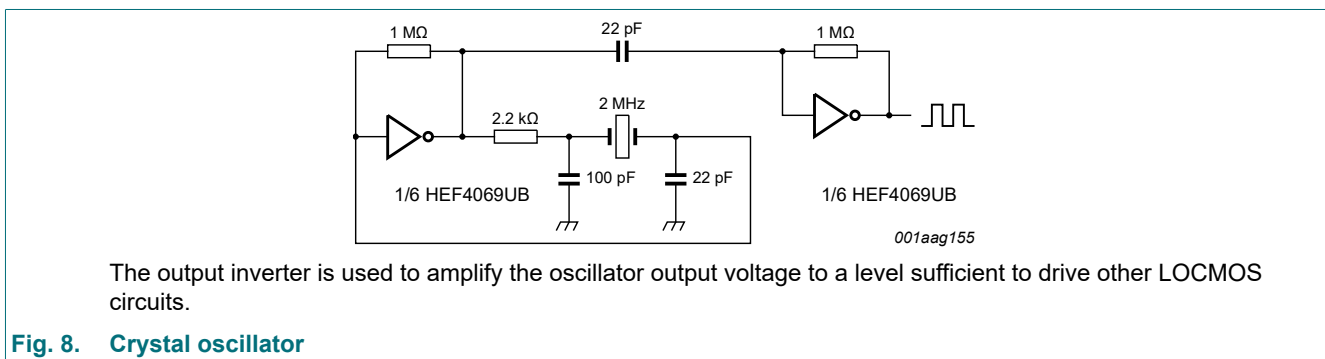 1 MΩ
22 pF
1 MΩ
2 MHz
2.2 kΩ
100 pF
22 pF
1/6 HEF4069UB
1/6 HEF4069UB
001aag155
The output inverter is used to amplify the oscillator output voltage to a level sufficient to drive other LOCMOS
circuits.
Fig. 8. Crystal oscillator